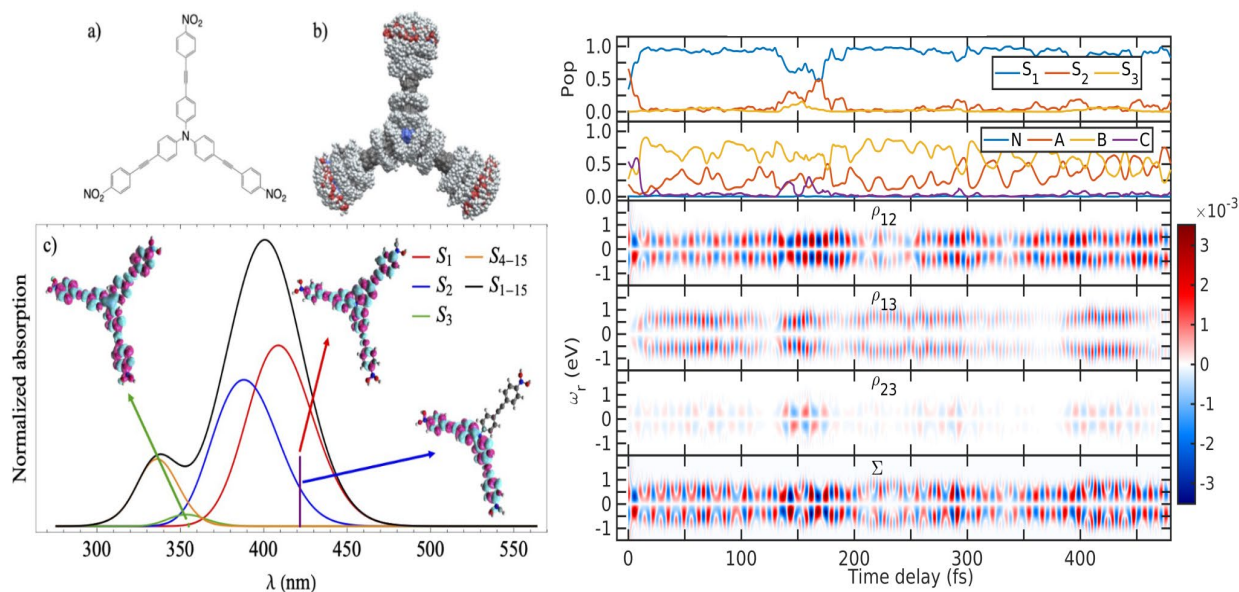 a)
NO2
N
NO2
NO2
b)
c)
S1
S4-15
S2
S1-15
S3
Normalized absorption
300
350
400
450
500
550
λ (nm)
Pop
1.0
0.5
0.0
S1
S2
S3
1.0
0.5
0.0
N
A
B
C
ρ12
1
0
-1
ρ13
1
0
-1
ρ23
1
0
-1
Σ
1
0
-1
ωr (eV)
0
100
200
300
400
Time delay (fs)
×10-3
3
2
1
0
-1
-2
-3